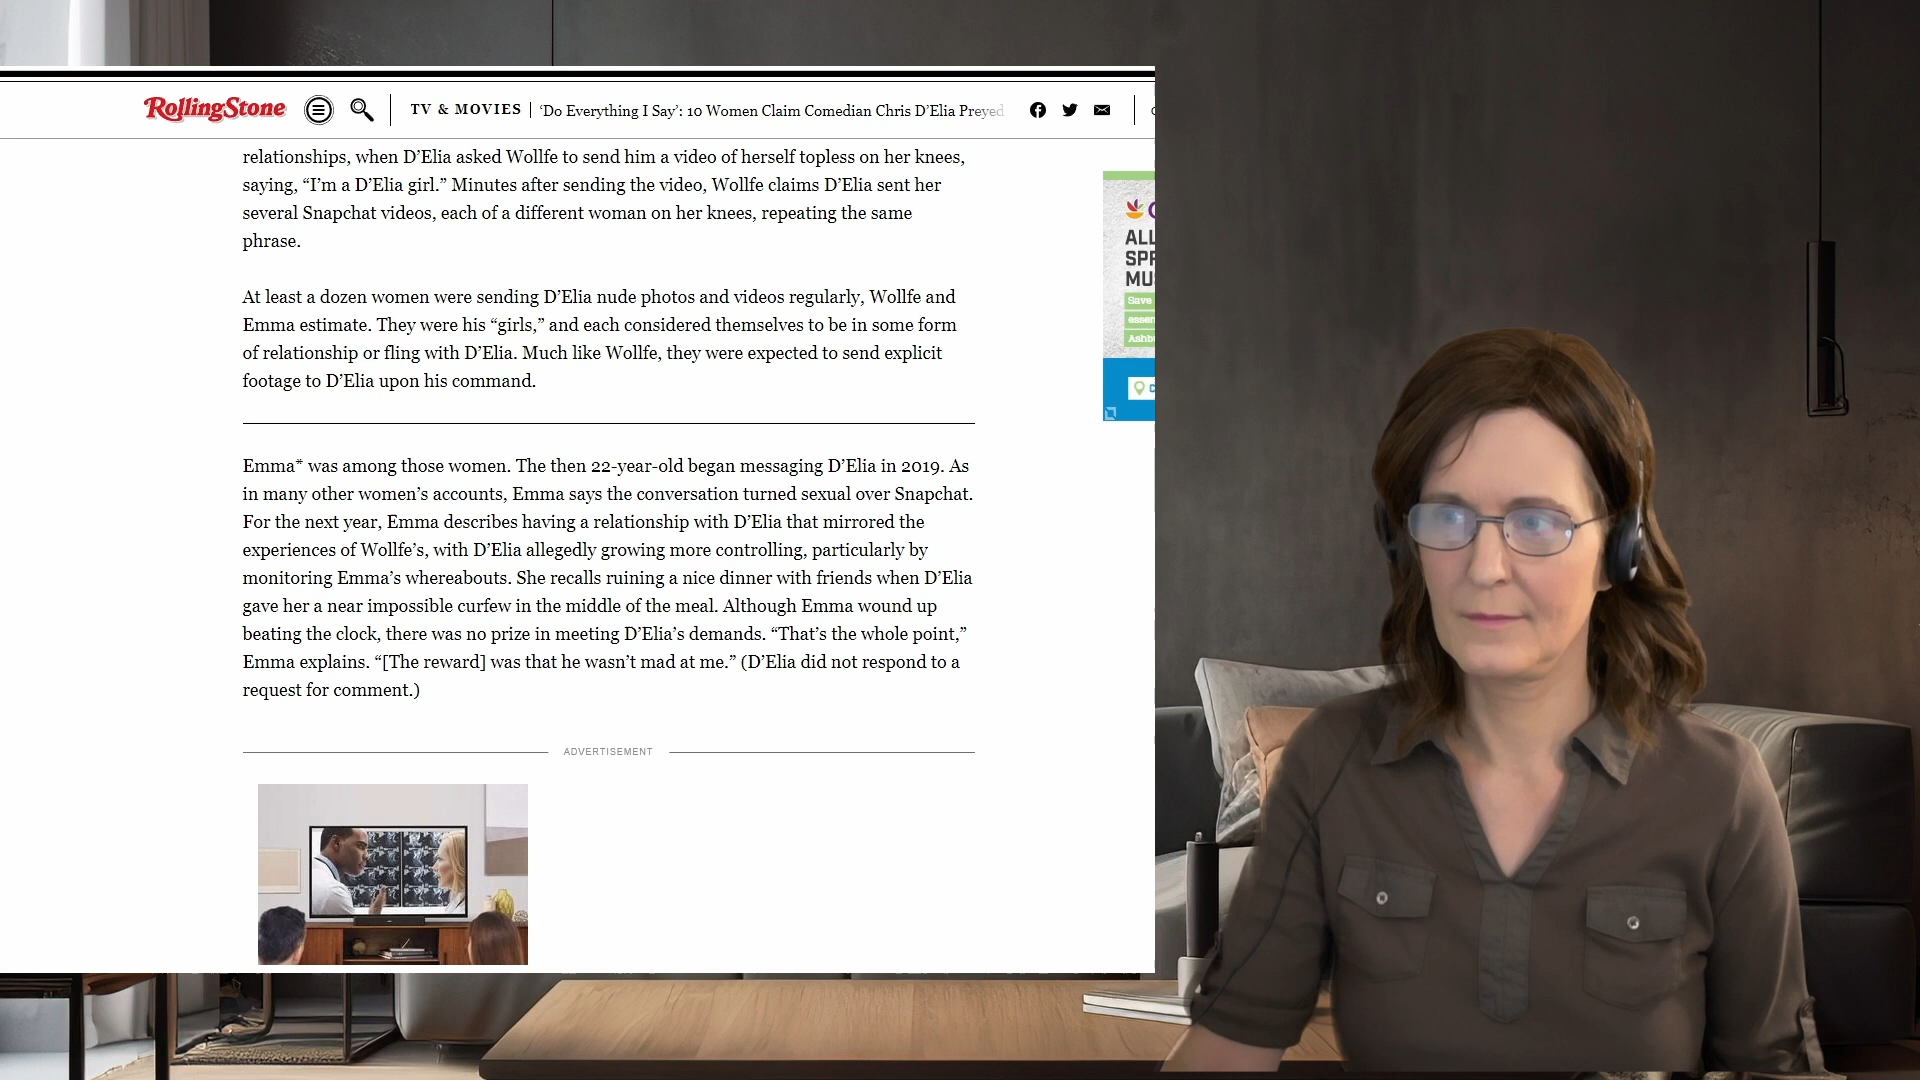 RollingStone
TV & MOVIES
‘Do Everything I Say’: 10 Women Claim Comedian Chris D’Elia Preyed
relationships, when D’Elia asked Wollfe to send him a video of herself topless on her knees,
saying, “I’m a D’Elia girl.” Minutes after sending the video, Wollfe claims D’Elia sent her
several Snapchat videos, each of a different woman on her knees, repeating the same
phrase.
At least a dozen women were sending D’Elia nude photos and videos regularly, Wollfe and
Emma estimate. They were his “girls,” and each considered themselves to be in some form
of relationship or fling with D’Elia. Much like Wollfe, they were expected to send explicit
footage to D’Elia upon his command.
Emma* was among those women. The then 22-year-old began messaging D’Elia in 2019. As
in many other women’s accounts, Emma says the conversation turned sexual over Snapchat.
For the next year, Emma describes having a relationship with D’Elia that mirrored the
experiences of Wollfe’s, with D’Elia allegedly growing more controlling, particularly by
monitoring Emma’s whereabouts. She recalls ruining a nice dinner with friends when D’Elia
gave her a near impossible curfew in the middle of the meal. Although Emma wound up
beating the clock, there was no prize in meeting D’Elia’s demands. “That’s the whole point,”
Emma explains. “[The reward] was that he wasn’t mad at me.” (D’Elia did not respond to a
request for comment.)
ADVERTISEMENT
ALL
SPR
MU
Save
essen
Ashb